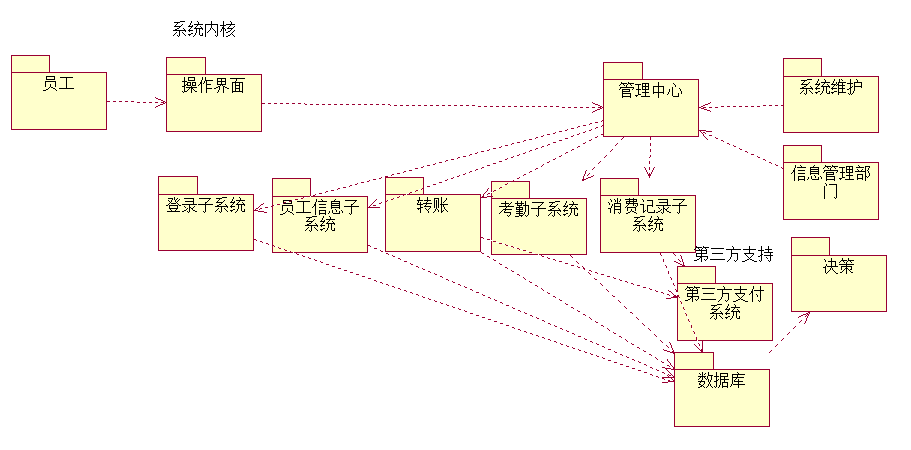 系统内核
员工
操作界面
管理中心
系统维护
信息管理部
门
登录子系统
员工信息子
系统
转账
考勤子系统
消费记录子
系统
第三方支持
决策
第三方支付
系统
数据库